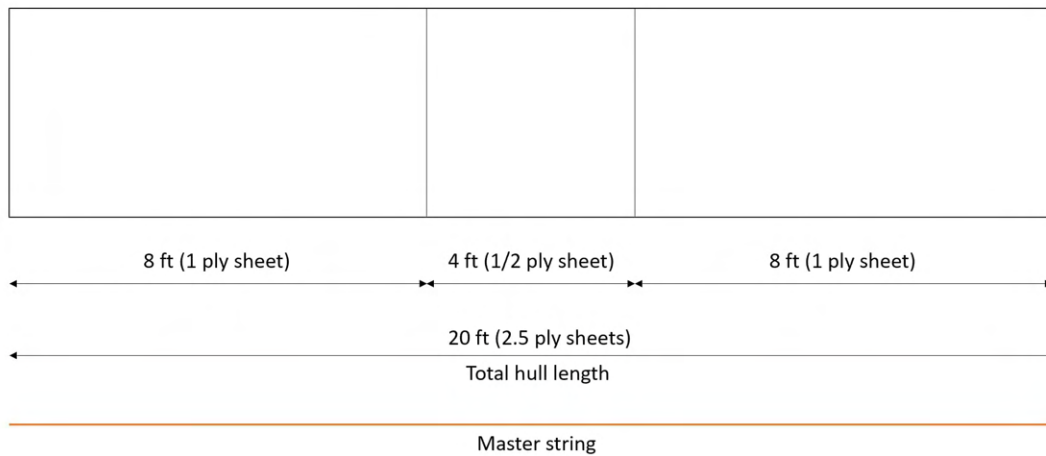 8 ft (1 ply sheet)
4 ft (1/2 ply sheet)
8 ft (1 ply sheet)
20 ft (2.5 ply sheets)
Total hull length
Master string